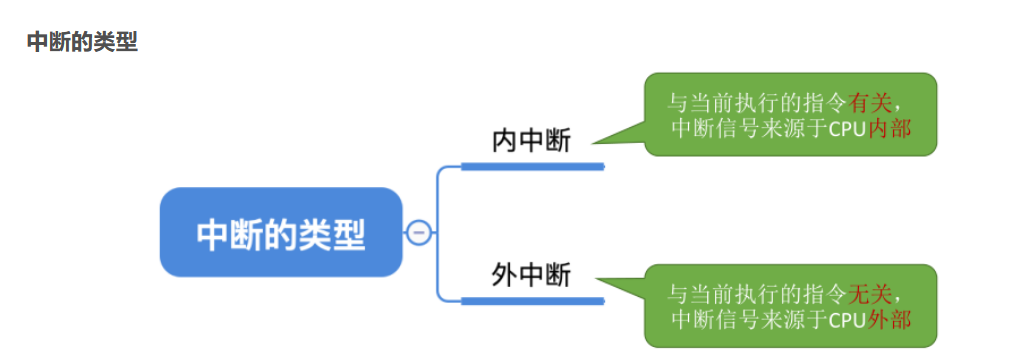 中断的类型
与当前执行的指令有关，
中断信号来源于CPU内部
内中断
中断的类型
外中断
与当前执行的指令无关，
中断信号来源于CPU外部